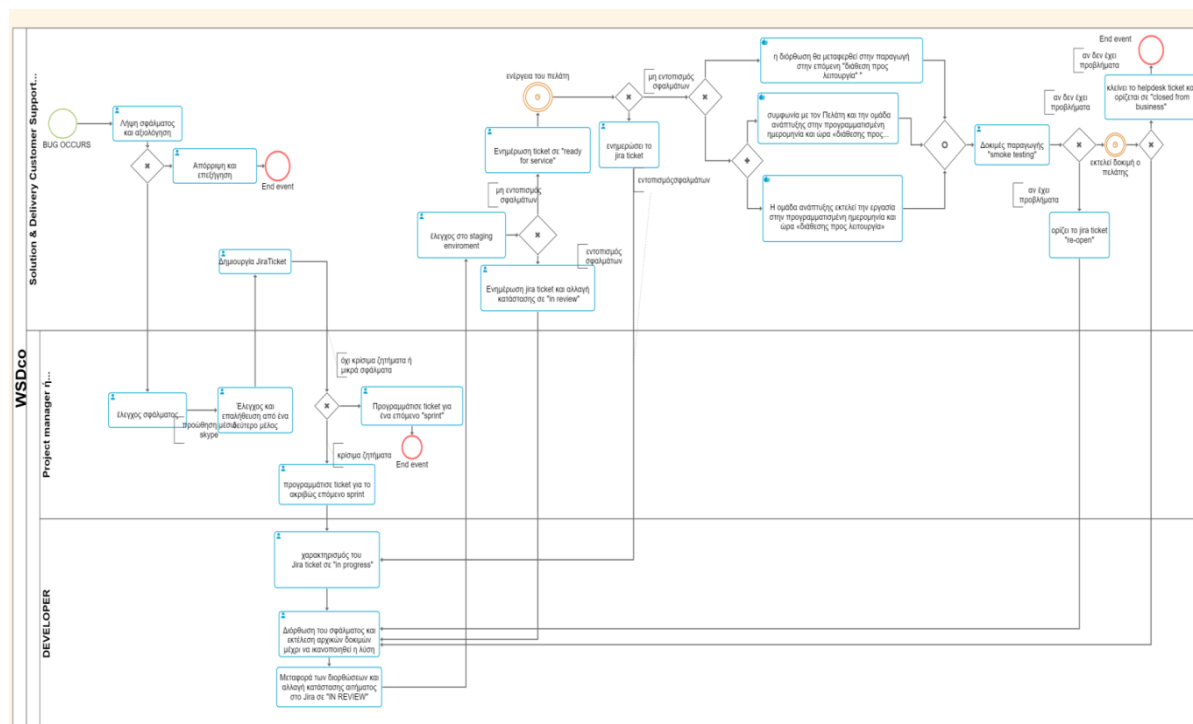 WSDco
Solution & Delivery Customer Support...
BUG OCCURS
Λήψη σφάλματος
και αξιολόγηση
Απόρριψη και
επεξήγηση
End event
Δημιουργία JiraTicket
έλεγχος στο staging
enviroment
μη εντοπισμός
σφαλμάτων
Ενημέρωση ticket σε "ready
for service"
ενέργεια του πελάτη
εντοπισμός
σφαλμάτων
Ενημέρωση jira ticket και αλλαγή
κατάστασης σε "in review"
μη εντοπισμός
σφαλμάτων
ενημερώσει το
jira ticket
εντοπισμόςσφαλμάτων
η διόρθωση θα μεταφερθεί στην παραγωγή
στην επόμενη "διάθεση προς
λειτουργία" "
συμφωνία με τον Πελάτη και την ομάδα
ανάπτυξης στην προγραμματισμένη
ημερομηνία και ώρα «διάθεσης προς...
Η ομάδα ανάπτυξης εκτελεί την εργασία
στην προγραμματισμένη ημερομηνία και
ώρα «διάθεσης προς λειτουργία»
Δοκιμές παραγωγής
"smoke testing"
αν δεν έχει
προβλήματα
αν έχει
προβλήματα
ορίζει το jira ticket
"re-open"
εκτελεί δοκιμή ο
πελάτης
αν δεν έχει
προβλήματα
κλείνει το helpdesk ticket και
ορίζεται σε "closed from
business"
End event
Project manager ή...
έλεγχος σφάλματος...
προώθηση μέσω
skype
Έλεγχος και
επαλήθευση από ένα
δεύτερο μέλος
όχι κρίσιμα ζητήματα ή
μικρά σφάλματα
Προγραμμάτισε ticket για
ένα επόμενο "sprint"
End event
κρίσιμα ζητήματα
προγραμμάτισε ticket για το
ακριβώς επόμενο sprint
DEVELOPER
χαρακτηρισμός του
Jira ticket σε "in progress"
Διόρθωση του σφάλματος και
εκτέλεση αρχικών δοκιμών
μέχρι να ικανοποιηθεί η λύση
Μεταφορά των διορθώσεων και
αλλαγή κατάστασης αιτήματος
στο Jira σε "IN REVIEW"